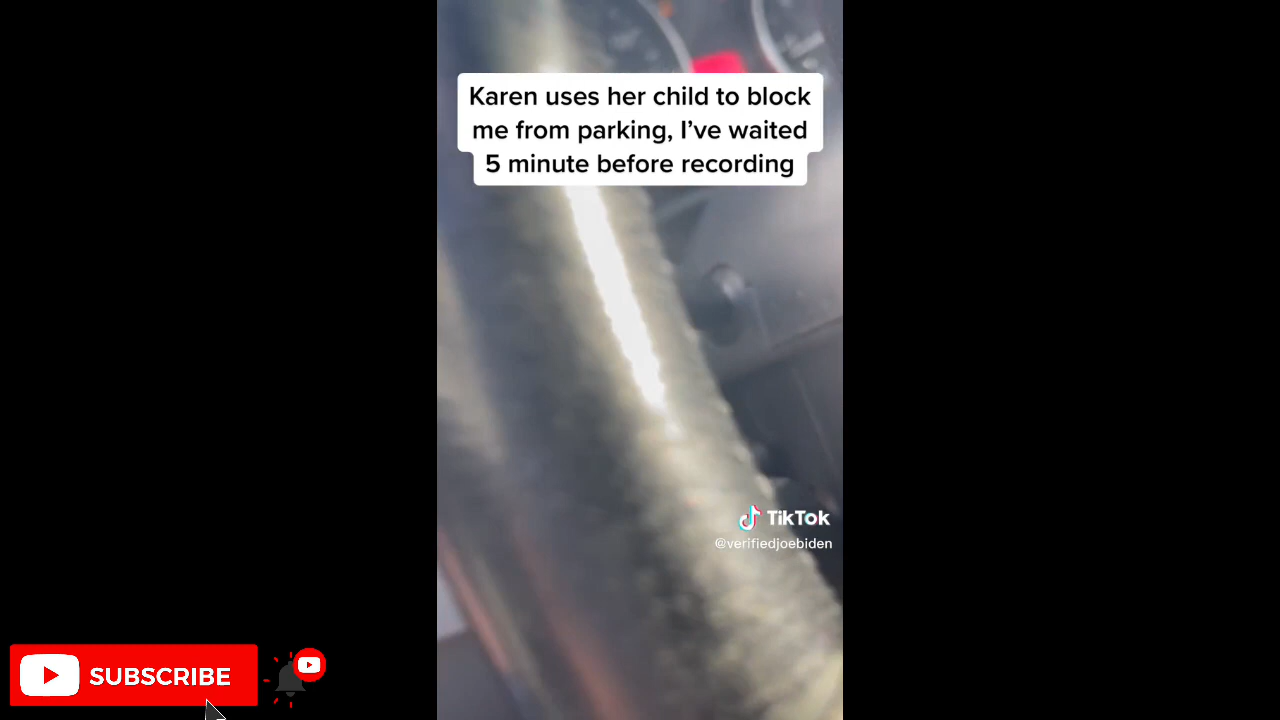 Karen uses her child to block
me from parking, I’ve waited
5 minute before recording
TikTok
@verifiedjoebiden
SUBSCRIBE